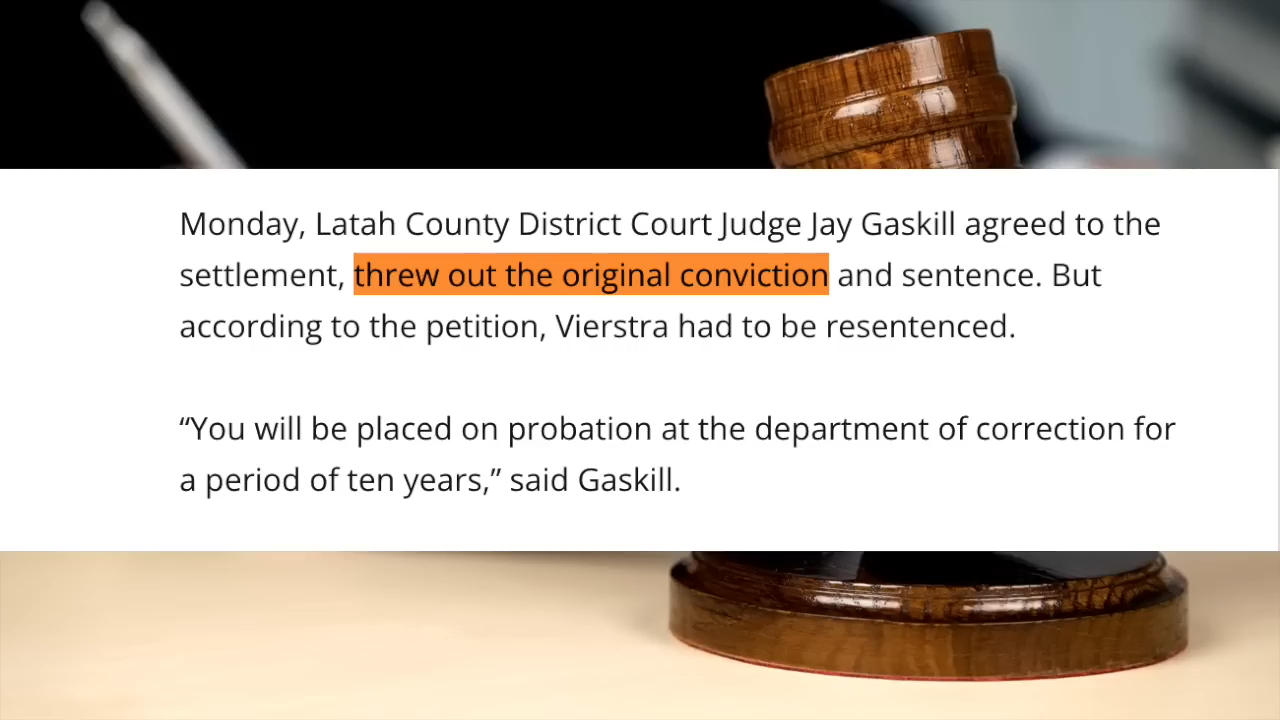 Monday, Latah County District Court Judge Jay Gaskill agreed to the
settlement, threw out the original conviction and sentence. But
according to the petition, Vierstra had to be resentenced.
“You will be placed on probation at the department of correction for
a period of ten years,” said Gaskill.